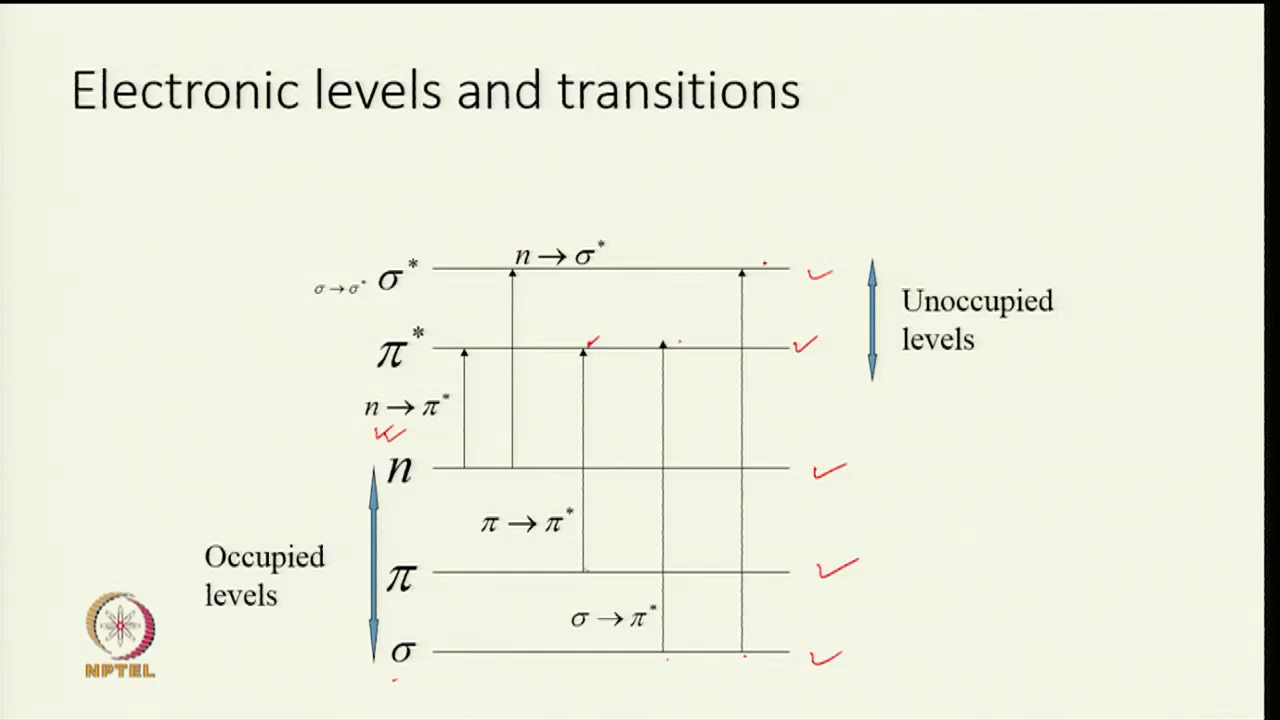 Electronic levels and transitions
n → σ*
σ → σ* σ*
Unoccupied
levels
π*
n → π*
n
π → π*
Occupied
levels
π
σ → π*
σ
NPTEL